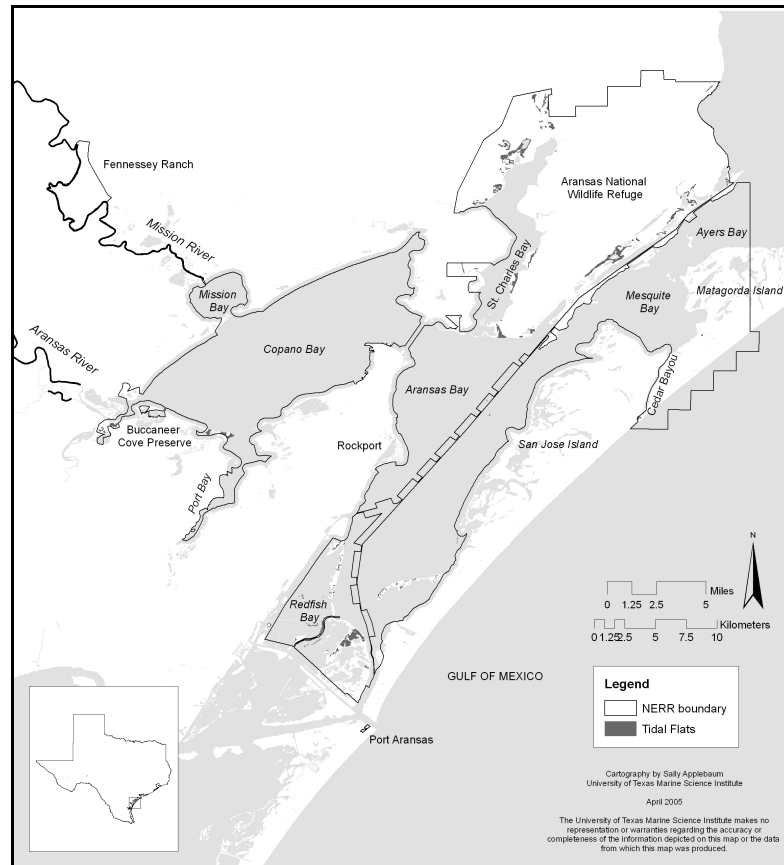 Fennessey Ranch
Mission River
Aransas National
Wildlife Refuge
Ayers Bay
St. Charles Bay
Matagorda Island
Mission
Bay
Mesquite
Bay
Aransas River
Copano Bay
Cedar Bayou
Aransas Bay
Buccaneer
Cove Preserve
Rockport
San Jose Island
Port Bay
N
Miles
0 1.25 2.5 5
Kilometers
0 1.25 2.5 5 7.5 10
Redfish
Bay
GULF OF MEXICO
Legend
NERR boundary
Tidal Flats
Port Aransas
Cartography by Sally Applebaum
University of Texas Marine Science Institute
April 2005
The University of Texas Marine Science Institute makes no
representation or warranties regarding the accuracy or
completeness of the information depicted on this map or the data
from which this map was produced.